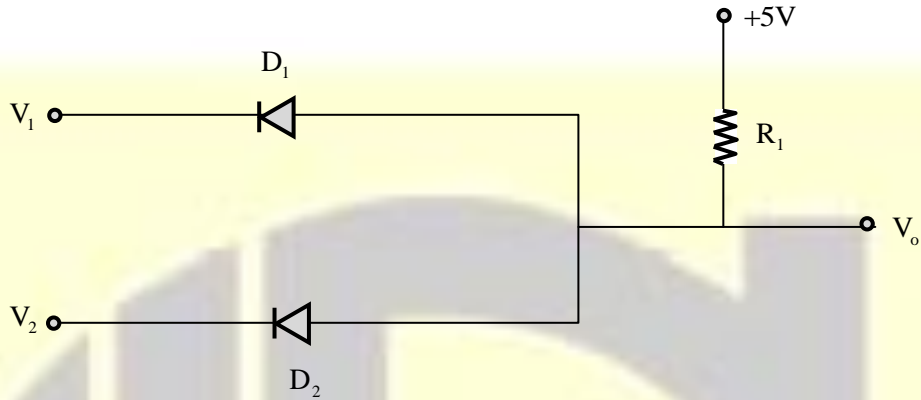 +5V
D₁
V₁
R₁
Vₒ
V₂
D₂